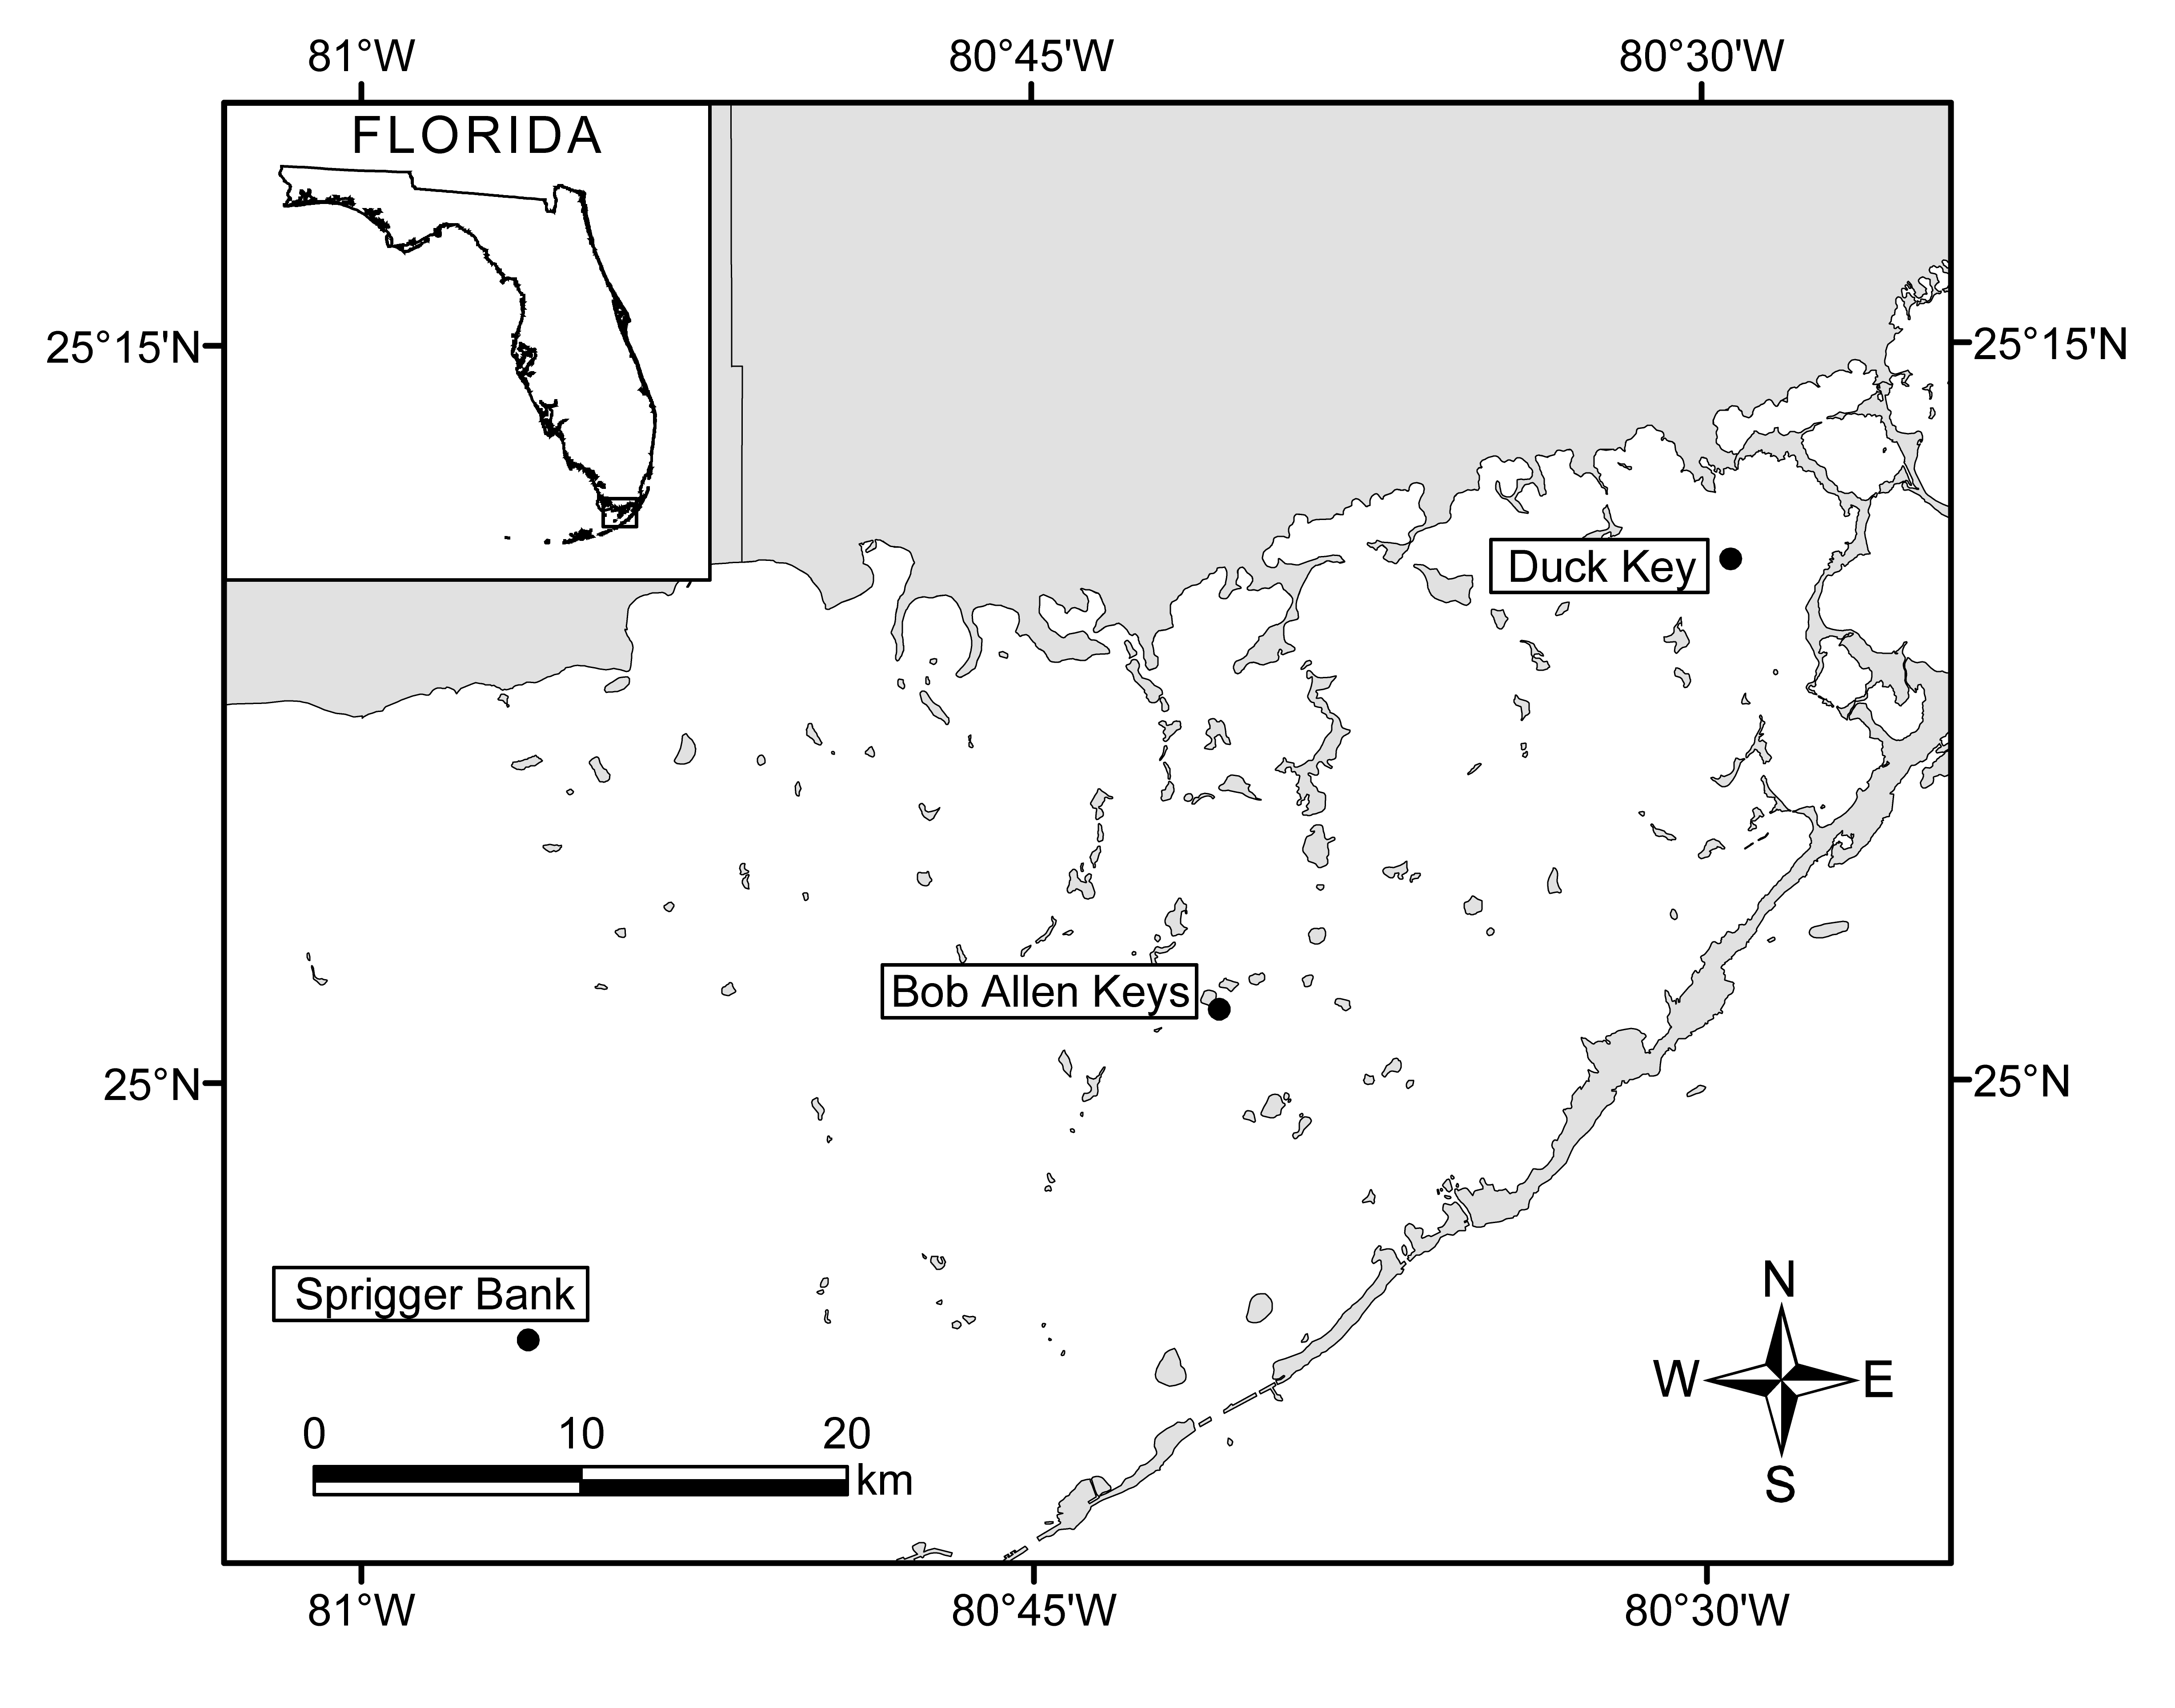 81°W 80°45'W 80°30'W
FLORIDA
25°15'N 25°15'N
Duck Key
Bob Allen Keys
25°N 25°N
Sprigger Bank
N
W E
S
0 10 20
km
81°W 80°45'W 80°30'W